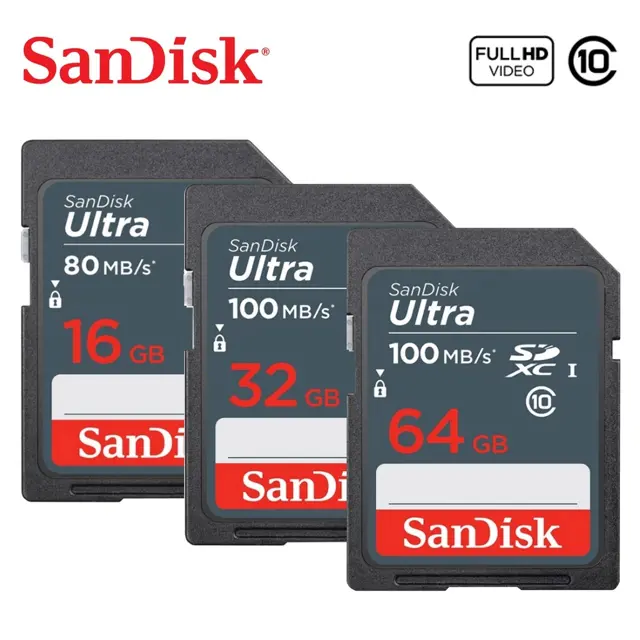 SanDisk®
FULL HD
VIDEO
10
SanDisk
Ultra
80 MB/s*
16 GB
SanDisk
SanDisk
Ultra
100 MB/s*
32 GB
SanDi
SanDisk
Ultra
100 MB/s*
SD
XC I
10
64 GB
SanDisk